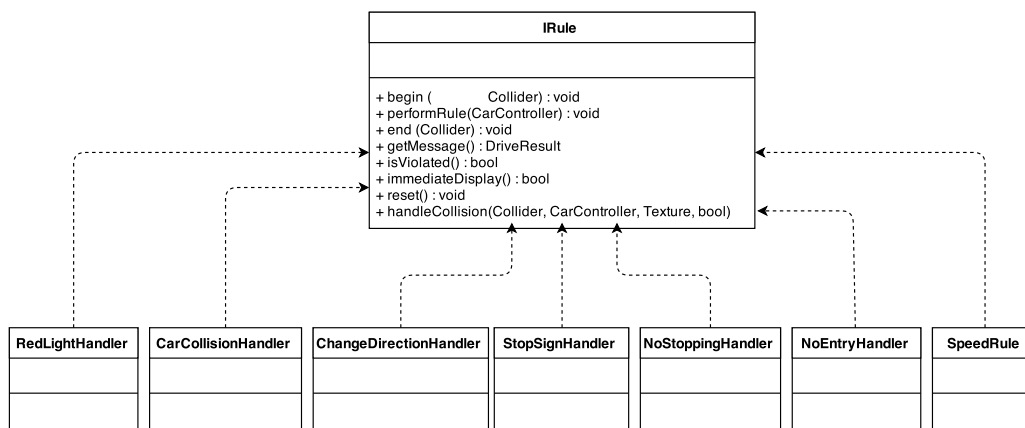 IRule
+ begin ( Collider) : void
+ performRule(CarController) : void
+ end (Collider) : void
+ getMessage() : DriveResult
+ isViolated() : bool
+ immediateDisplay() : bool
+ reset() : void
+ handleCollision(Collider, CarController, Texture, bool)
RedLightHandler
CarCollisionHandler
ChangeDirectionHandler
StopSignHandler
NoStoppingHandler
NoEntryHandler
SpeedRule